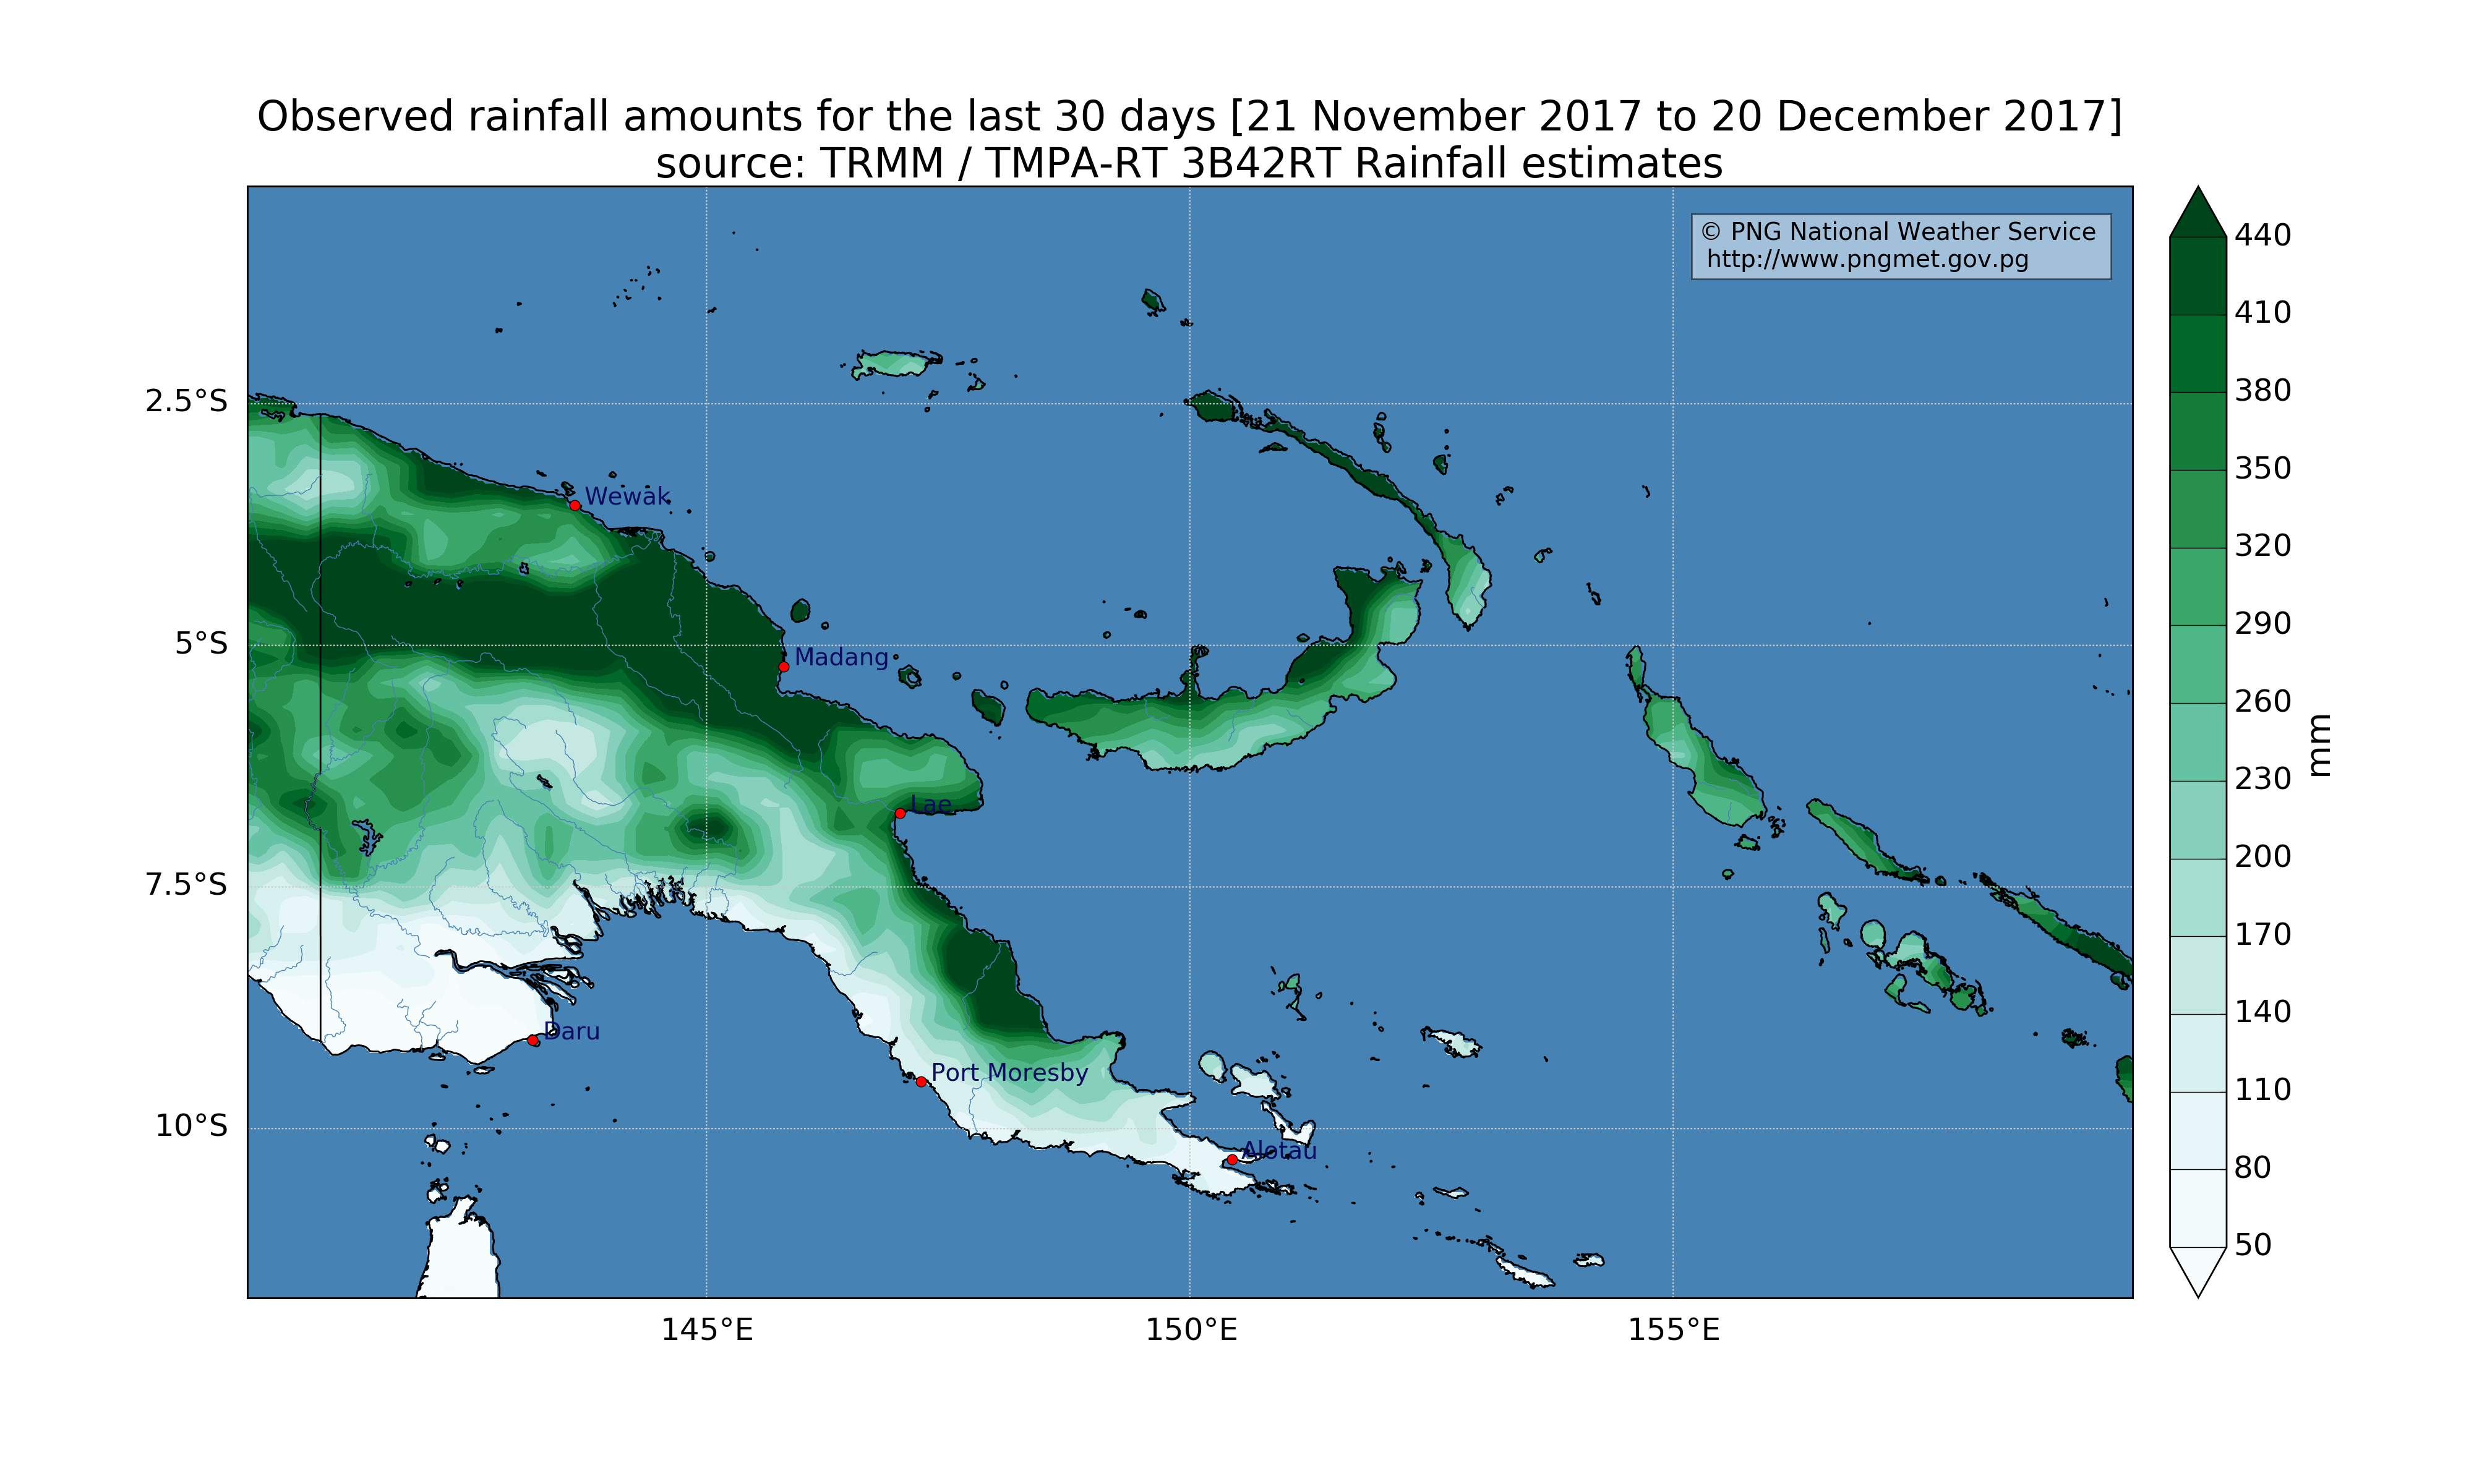 Observed rainfall amounts for the last 30 days [21 November 2017 to 20 December 2017]
source: TRMM / TMPA-RT 3B42RT Rainfall estimates
© PNG National Weather Service
http://www.pngmet.gov.pg
440
410
380
350
320
290
260
230
200
170
140
110
80
50
mm
2.5°S
5°S
7.5°S
10°S
Wewak
Madang
Lae
Daru
Port Moresby
Alotau
145°E
150°E
155°E